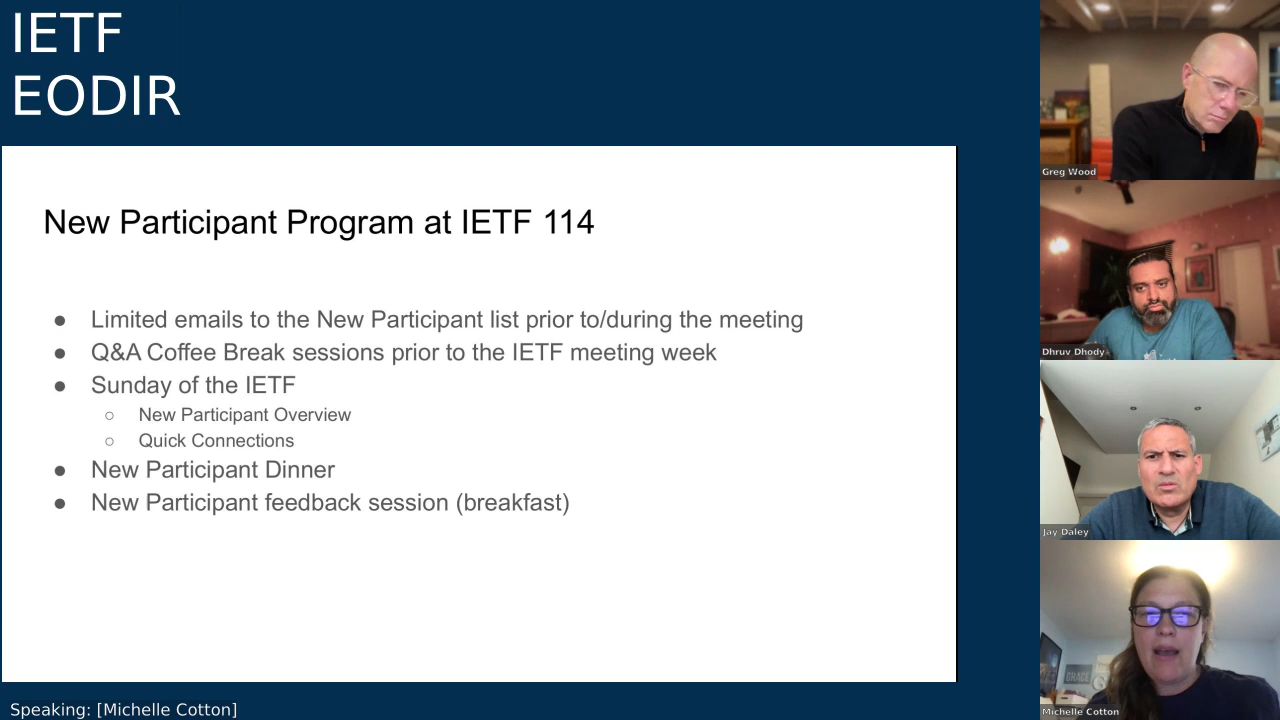 IETF
EODIR
New Participant Program at IETF 114
● Limited emails to the New Participant list prior to/during the meeting
● Q&A Coffee Break sessions prior to the IETF meeting week
● Sunday of the IETF
○ New Participant Overview
○ Quick Connections
● New Participant Dinner
● New Participant feedback session (breakfast)
Speaking: [Michelle Cotton]
Greg Wood
Dhruv Dhody
Jay Daley
GRACE
Michelle Cotton